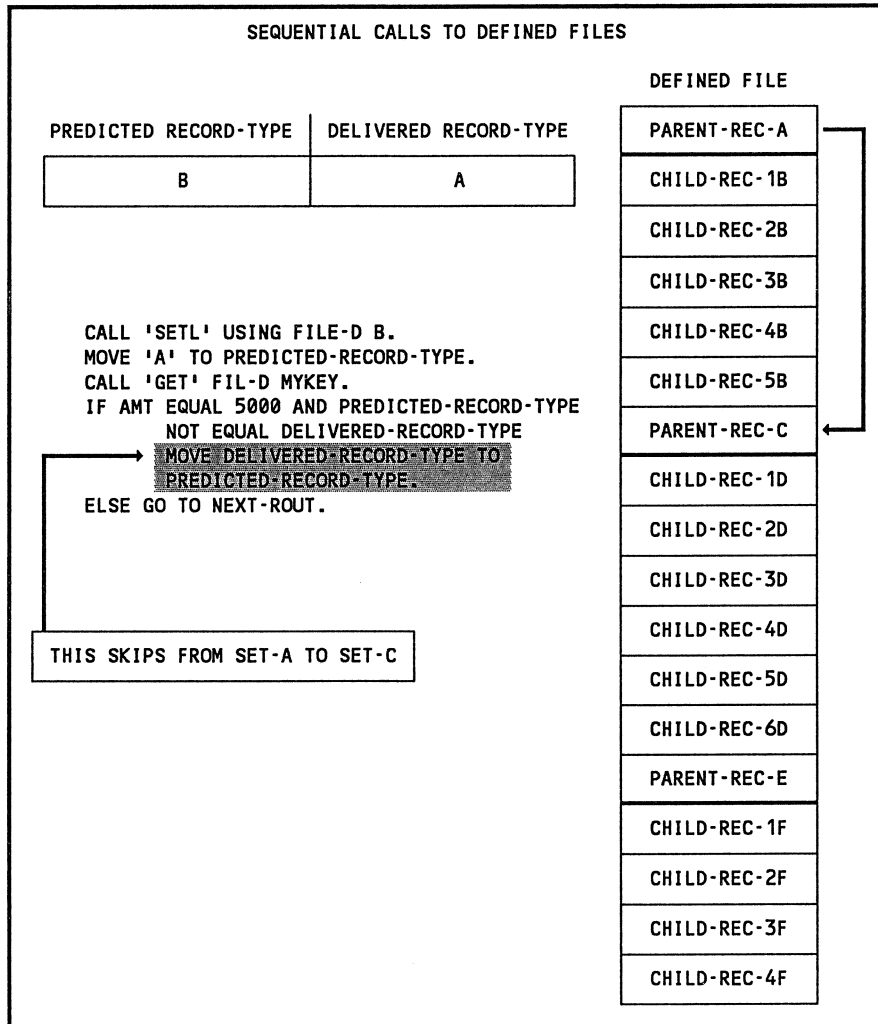 SEQUENTIAL CALLS TO DEFINED FILES
DEFINED FILE
PREDICTED RECORD-TYPE DELIVERED RECORD-TYPE
B A
PARENT-REC-A
CHILD-REC-1B
CHILD-REC-2B
CHILD-REC-3B
CHILD-REC-4B
CHILD-REC-5B
PARENT-REC-C
CHILD-REC-1D
CHILD-REC-2D
CHILD-REC-3D
CHILD-REC-4D
CHILD-REC-5D
CHILD-REC-6D
PARENT-REC-E
CHILD-REC-1F
CHILD-REC-2F
CHILD-REC-3F
CHILD-REC-4F
CALL 'SETL' USING FILE-D B.
MOVE 'A' TO PREDICTED-RECORD-TYPE.
CALL 'GET' FIL-D MYKEY.
IF AMT EQUAL 5000 AND PREDICTED-RECORD-TYPE
NOT EQUAL DELIVERED-RECORD-TYPE
MOVE DELIVERED-RECORD-TYPE TO
PREDICTED-RECORD-TYPE.
ELSE GO TO NEXT-ROUT.
THIS SKIPS FROM SET-A TO SET-C